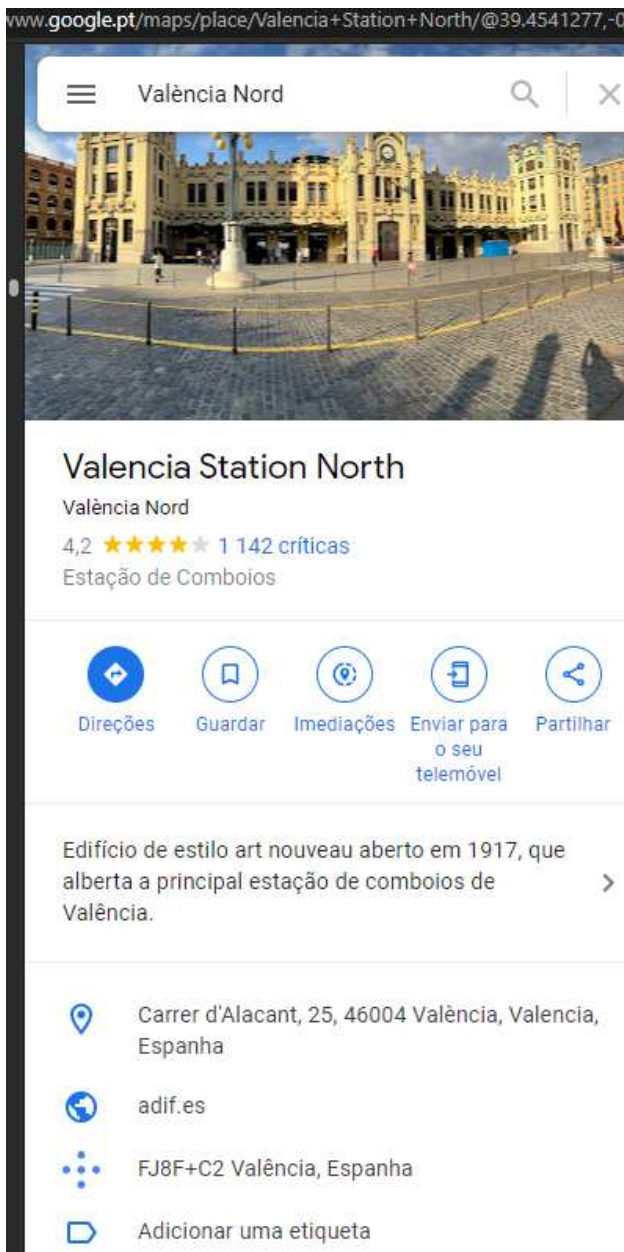 www.google.pt/maps/place/Valencia+Station+North/@39.4541277,-0
València Nord
Valencia Station North
València Nord
4,2 1 142 críticas
Estação de Comboios
Direções
Guardar
Imediações
Enviar para
o seu
telemóvel
Partilhar
Edifício de estilo art nouveau aberto em 1917, que
alberta a principal estação de comboios de
Valência.
Carrer d'Alacant, 25, 46004 València, Valencia,
Espanha
adif.es
FJ8F+C2 Valência, Espanha
Adicionar uma etiqueta